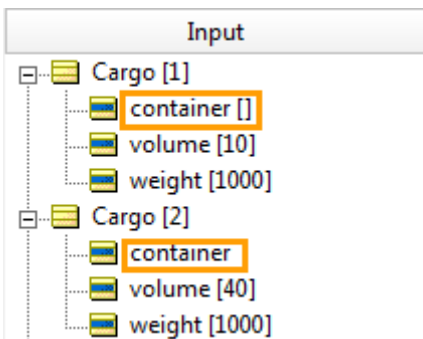 Input
Cargo [1]
container []
volume [10]
weight [1000]
Cargo [2]
container
volume [40]
weight [1000]